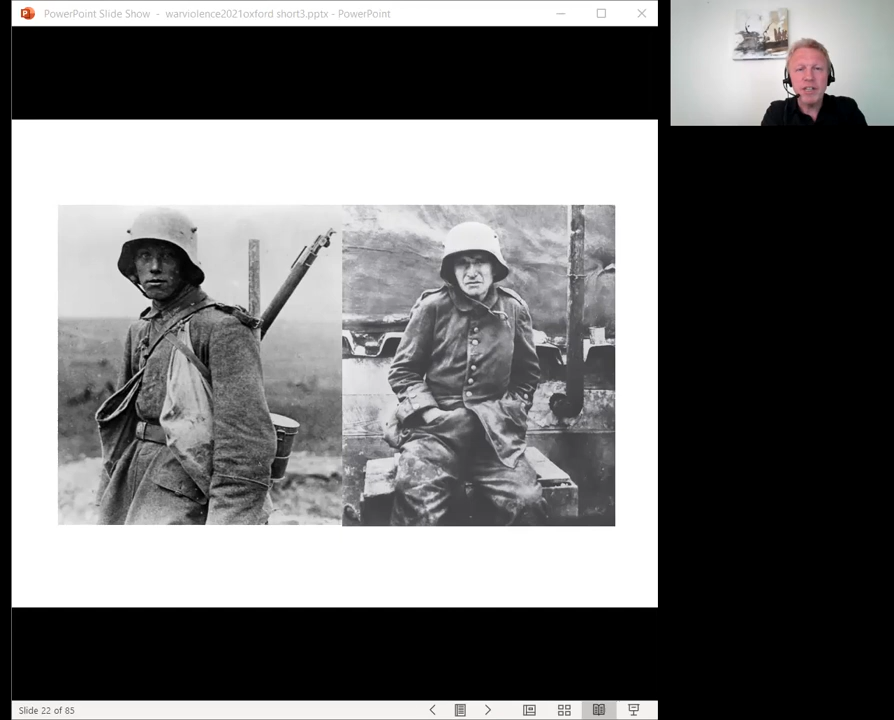 PowerPoint Slide Show - warviolence2021oxford short3.pptx - PowerPoint
Slide 22 of 85